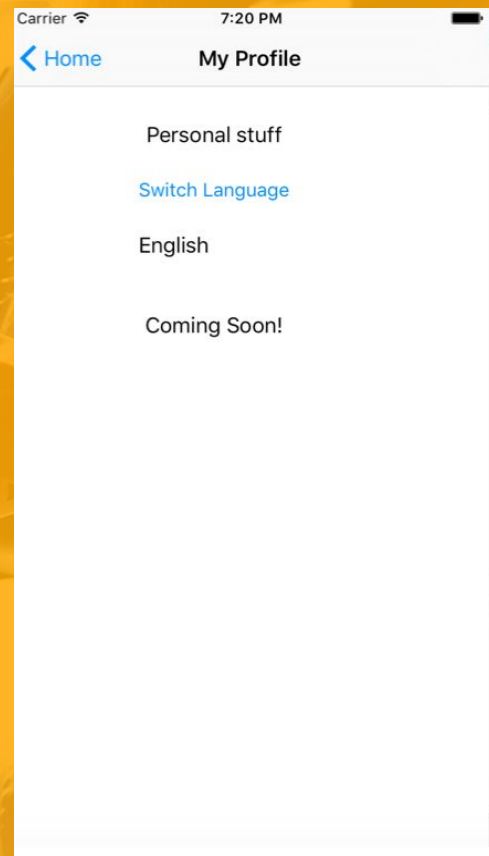 Carrier 7:20 PM
Home My Profile
Personal stuff
Switch Language
English
Coming Soon!